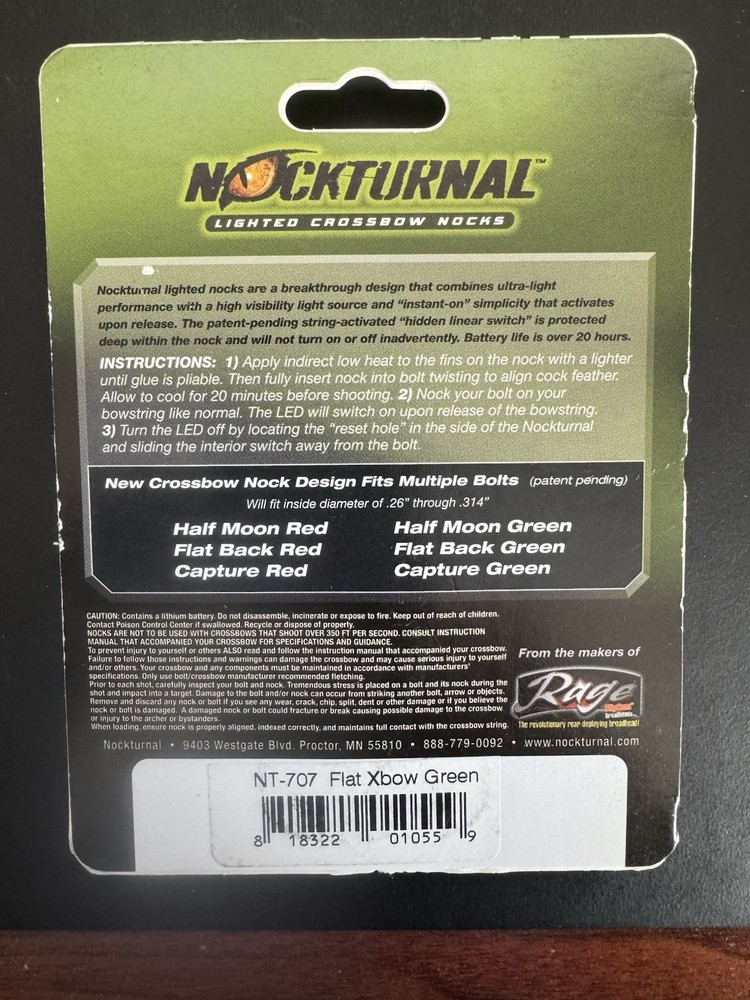 NOCKTURNAL™
LIGHTED CROSSBOW NOCKS
Nockturnal lighted nocks are a breakthrough design that combines ultra-light
performance with a high visibility light source and “instant-on” simplicity that activates
upon release. The patent-pending string-activated “hidden linear switch” is protected
deep within the nock and will not turn on or off inadvertently. Battery life is over 20 hours.
INSTRUCTIONS: 1) Apply indirect low heat to the fins on the nock with a lighter
until glue is pliable. Then fully insert nock into bolt twisting to align cock feather.
Allow to cool for 20 minutes before shooting. 2) Nock your bolt on your
bowstring like normal. The LED will switch on upon release of the bowstring.
3) Turn the LED off by locating the “reset hole” in the side of the Nockturnal
and sliding the interior switch away from the bolt.
New Crossbow Nock Design Fits Multiple Bolts (patent pending)
Will fit inside diameter of .26” through .314”
Half Moon Red Half Moon Green
Flat Back Red Flat Back Green
Capture Red Capture Green
CAUTION: Contains a lithium battery. Do not disassemble, incinerate or expose to fire. Keep out of reach of children.
Contact Poison Control Center if swallowed. Recycle or dispose of properly.
NOCKS ARE NOT TO BE USED WITH CROSSBOWS THAT SHOOT OVER 350 FT PER SECOND. CONSULT INSTRUCTION
MANUAL THAT ACCOMPANIED YOUR CROSSBOW FOR SPECIFICATIONS AND GUIDANCE.
To prevent injury to yourself or others ALSO read and follow the instruction manual that accompanied your crossbow.
Failure to follow those instructions and warnings can damage the crossbow and may cause serious injury to yourself
and/or others. Your crossbow and any components must be maintained in accordance with manufacturers'
specifications. Only use bolt/crossbow manufacturer recommended fletching.
Prior to each shot, carefully inspect your bolt and nock. Tremendous stress is placed on a bolt and its nock during the
shot and impact into a target. Damage to the bolt and/or nock can occur from striking another bolt, arrow or objects.
Remove and discard any nock or bolt if you see any wear, crack, chip, split, dent or other damage or if you believe the
nock or bolt is damaged. A damaged nock or bolt could fracture or break causing possible damage to the crossbow
or injury to the archer or bystanders.
When loading, ensure nock is properly aligned, indexed correctly, and maintains full contact with the crossbow string.
From the makers of
Rage
broadheads
The revolutionary rear deploying broadhead!
Nockturnal • 9403 Westgate Blvd. Proctor, MN 55810 • 888-779-0092 • www.nockturnal.com
NT-707 Flat Xbow Green
8 18322 01055 9